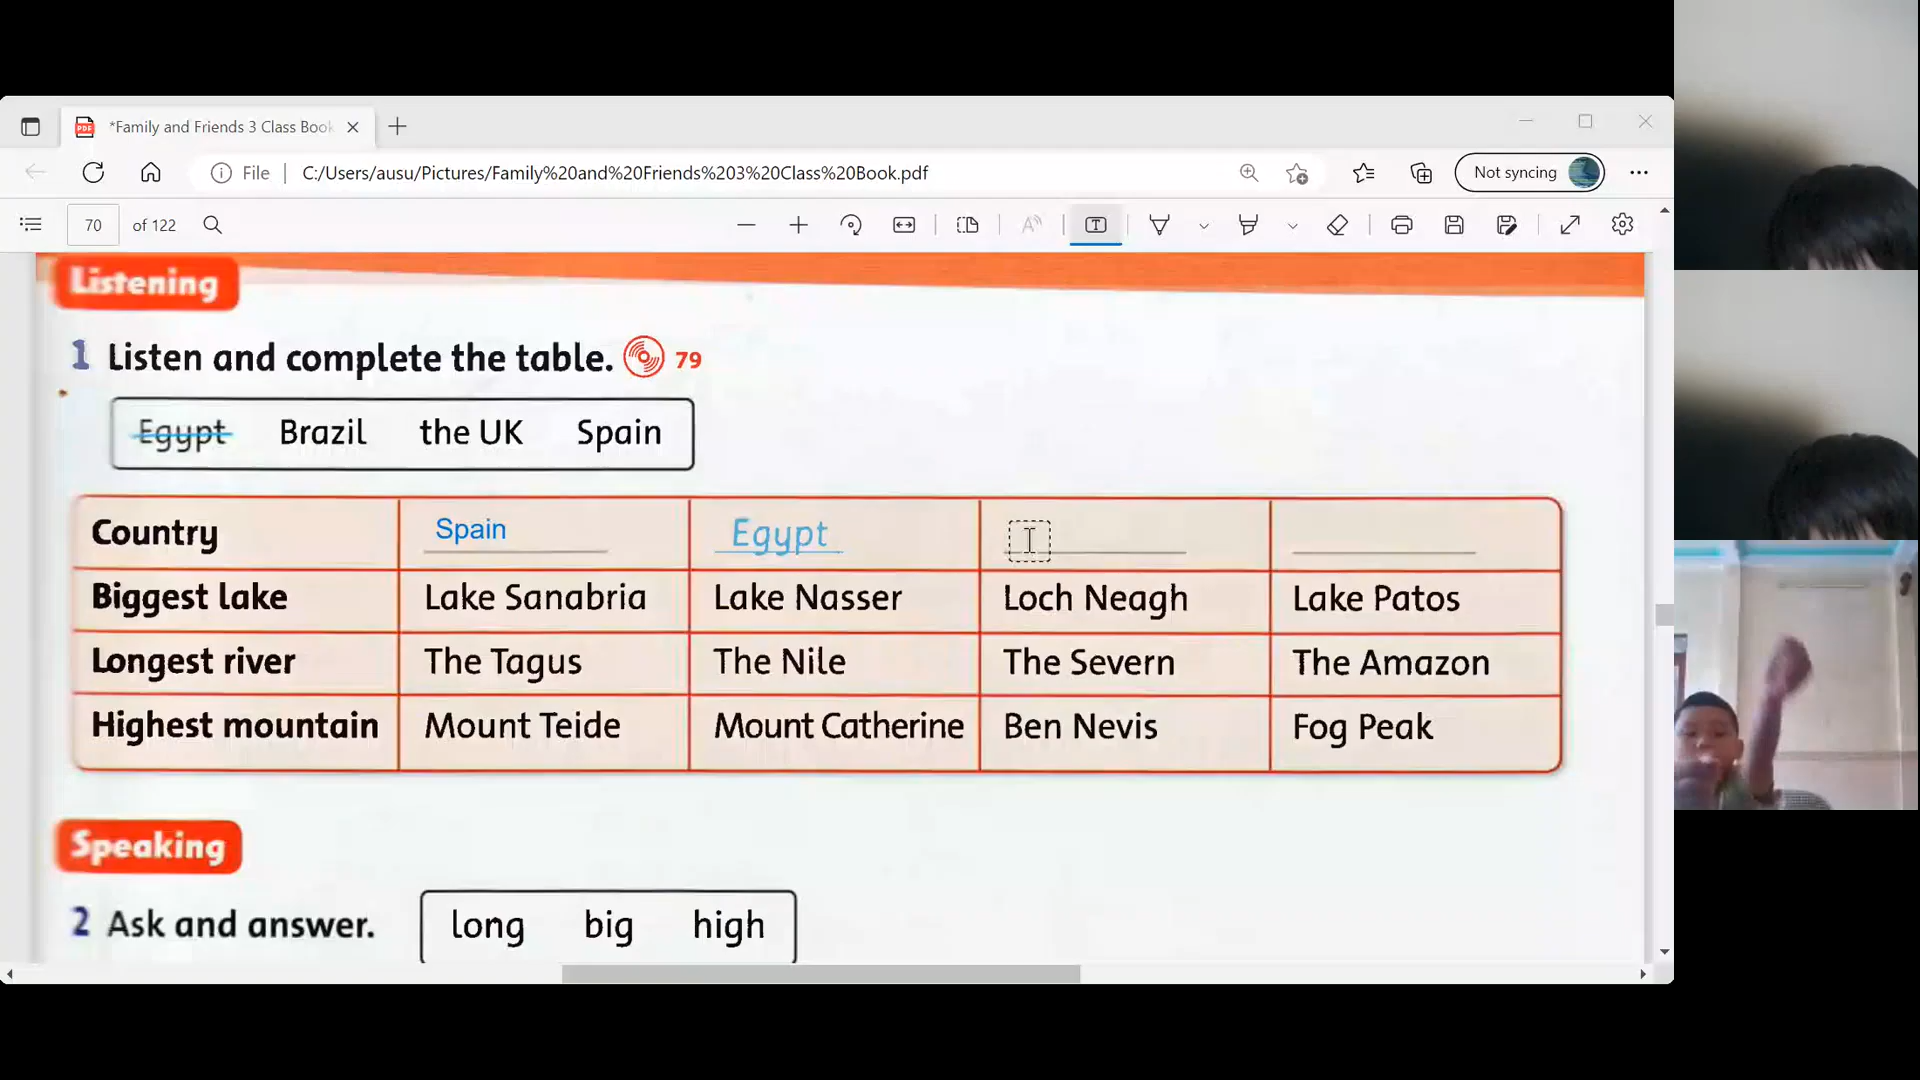 *Family and Friends 3 Class Book
File C:/Users/ausu/Pictures/Family%20and%20Friends%203%20Class%20Book.pdf Not syncing
70 of 122
Listening
1 Listen and complete the table. 79
Egypt Brazil the UK Spain
Country Spain Egypt
Biggest lake Lake Sanabria Lake Nasser Loch Neagh Lake Patos
Longest river The Tagus The Nile The Severn The Amazon
Highest mountain Mount Teide Mount Catherine Ben Nevis Fog Peak
Speaking
2 Ask and answer. long big high